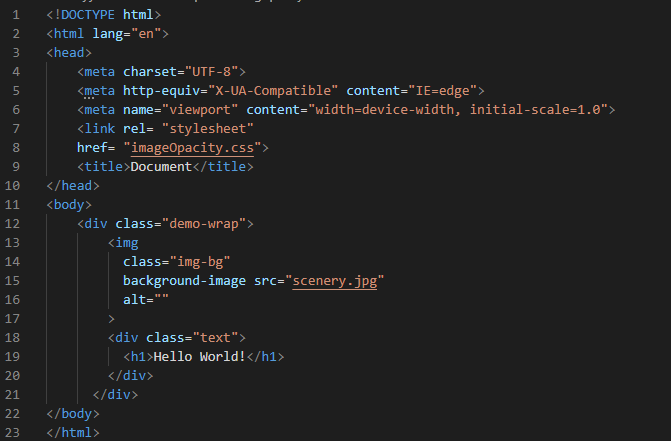 1 <!DOCTYPE html>
2 <html lang="en">
3 <head>
4 <meta charset="UTF-8">
5 <meta http-equiv="X-UA-Compatible" content="IE=edge">
6 <meta name="viewport" content="width=device-width, initial-scale=1.0">
7 <link rel= "stylesheet"
8 href= "imageOpacity.css">
9 <title>Document</title>
10 </head>
11 <body>
12 <div class="demo-wrap">
13 <img
14 class="img-bg"
15 background-image src="scenery.jpg"
16 alt=""
17 >
18 <div class="text">
19 <h1>Hello World!</h1>
20 </div>
21 </div>
22 </body>
23 </html>